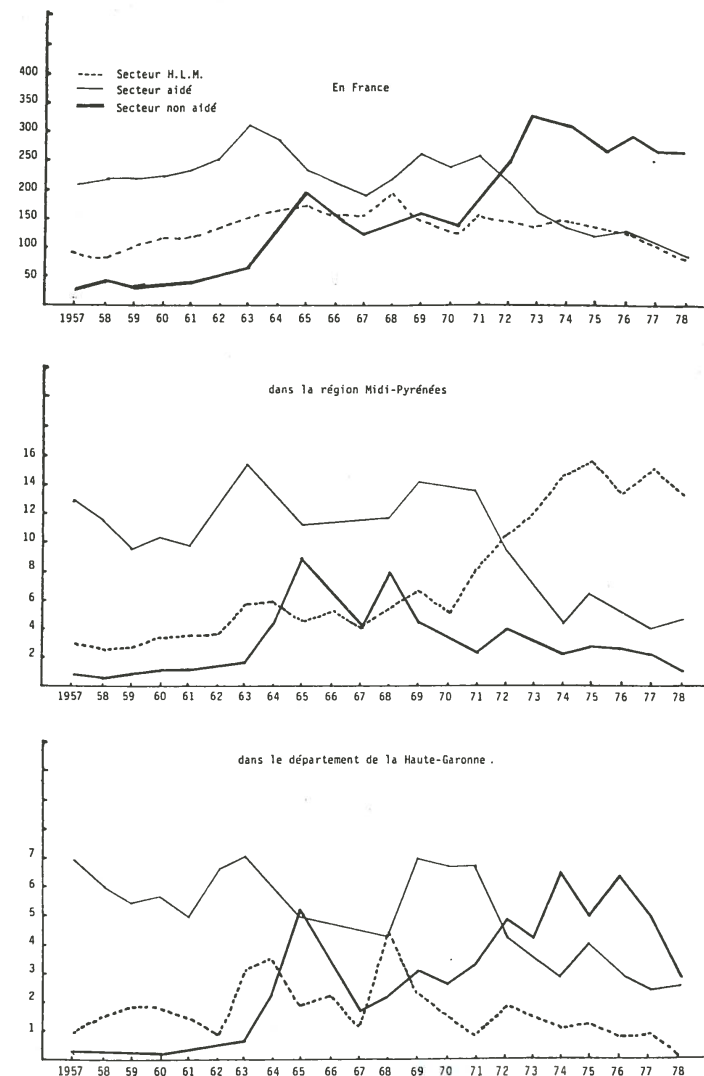 400
Secteur H.L.M.
En France
Secteur aidé
350
Secteur non aidé
300
250
200
150
100
50
1957 58 59 60 61 62 63 64 65 66 67 68 69 70 71 72 73 74 75 76 77 78
dans la région Midi-Pyrénées
16
14
12
10
8
6
4
2
1957 58 59 60 61 62 63 64 65 66 67 68 69 70 71 72 73 74 75 76 77 78
dans le département de la Haute-Garonne.
7
6
5
4
3
2
1
1957 58 59 60 61 62 63 64 65 66 67 68 69 70 71 72 73 74 75 76 77 78